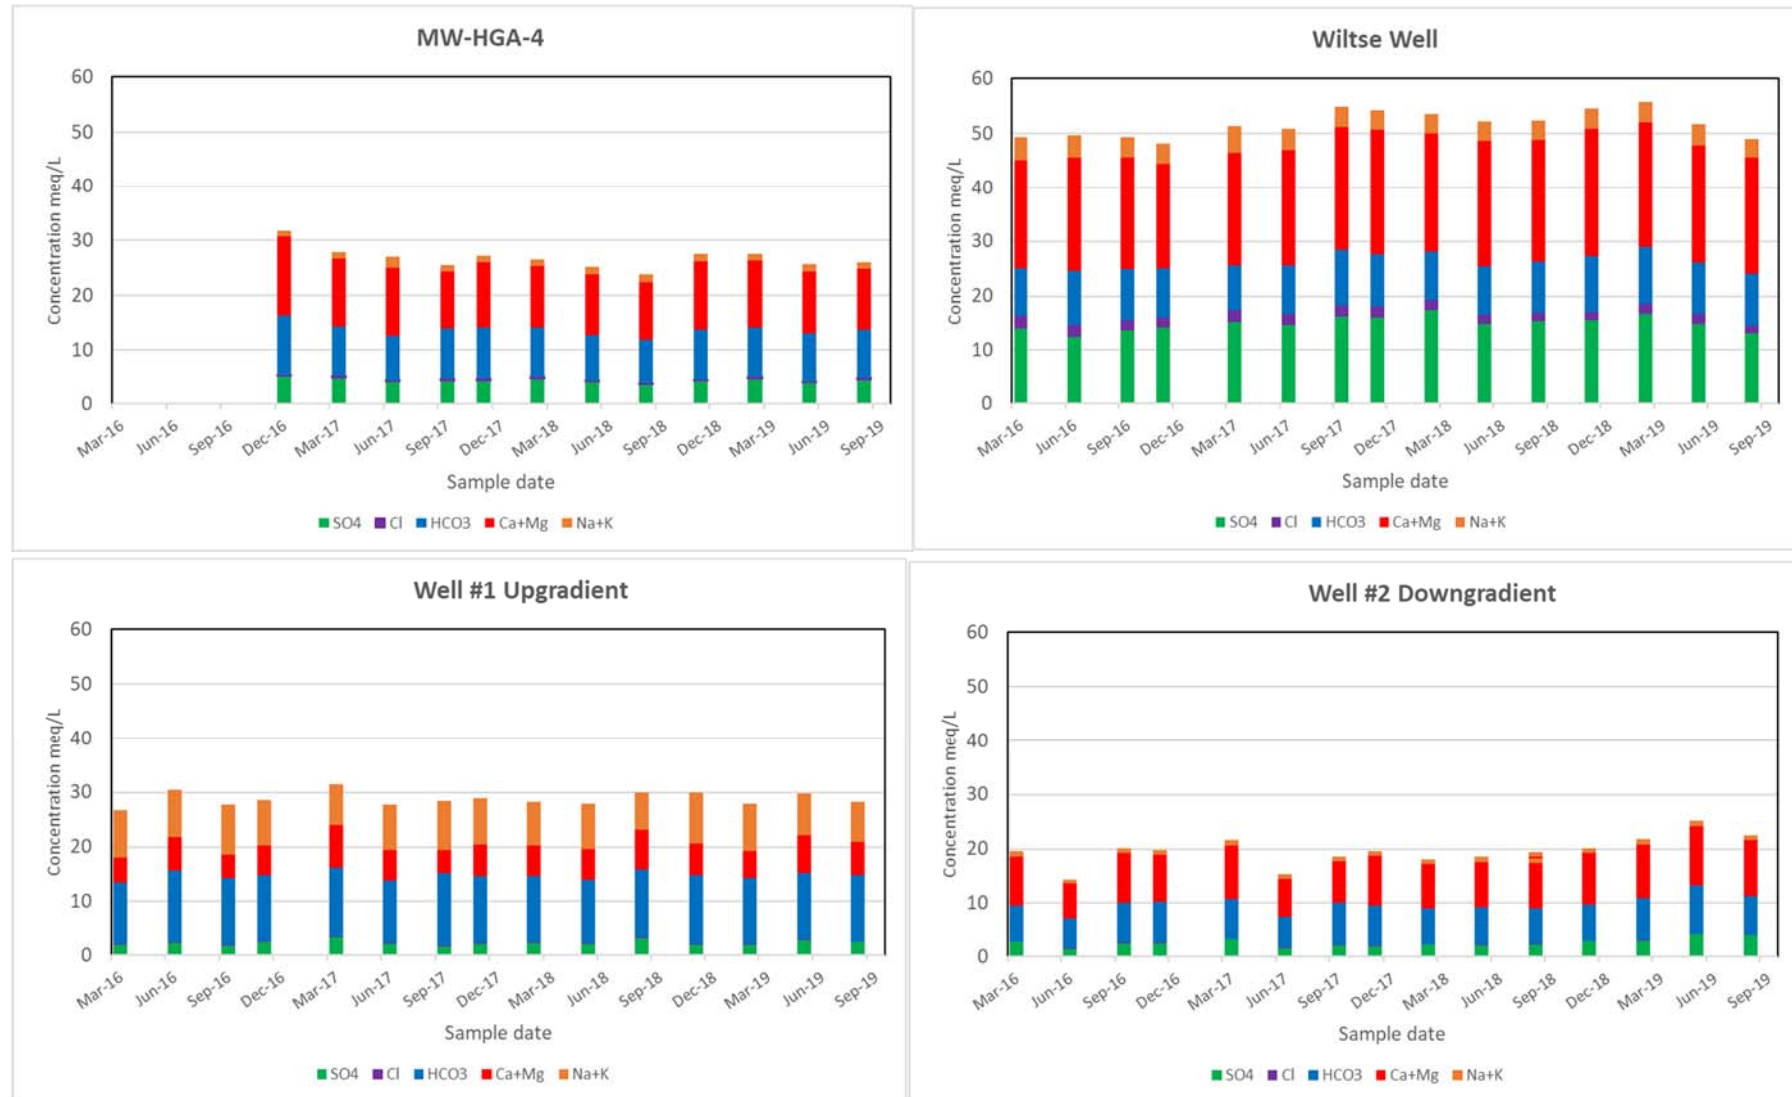 MW-HGA-4
60
50
40
30
20
10
0
Concentration meq/L
Mar-16 Jun-16 Sep-16 Dec-16 Mar-17 Jun-17 Sep-17 Dec-17 Mar-18 Jun-18 Sep-18 Dec-18 Mar-19 Jun-19 Sep-19
Sample date
SO4 Cl HCO3 Ca+Mg Na+K
Wiltse Well
60
50
40
30
20
10
0
Concentration meq/L
Mar-16 Jun-16 Sep-16 Dec-16 Mar-17 Jun-17 Sep-17 Dec-17 Mar-18 Jun-18 Sep-18 Dec-18 Mar-19 Jun-19 Sep-19
Sample date
SO4 Cl HCO3 Ca+Mg Na+K
Well #1 Upgradient
60
50
40
30
20
10
0
Concentration meq/L
Mar-16 Jun-16 Sep-16 Dec-16 Mar-17 Jun-17 Sep-17 Dec-17 Mar-18 Jun-18 Sep-18 Dec-18 Mar-19 Jun-19 Sep-19
Sample date
SO4 Cl HCO3 Ca+Mg Na+K
Well #2 Downgradient
60
50
40
30
20
10
0
Concentration meq/L
Mar-16 Jun-16 Sep-16 Dec-16 Mar-17 Jun-17 Sep-17 Dec-17 Mar-18 Jun-18 Sep-18 Dec-18 Mar-19 Jun-19 Sep-19
Sample date
SO4 Cl HCO3 Ca+Mg Na+K